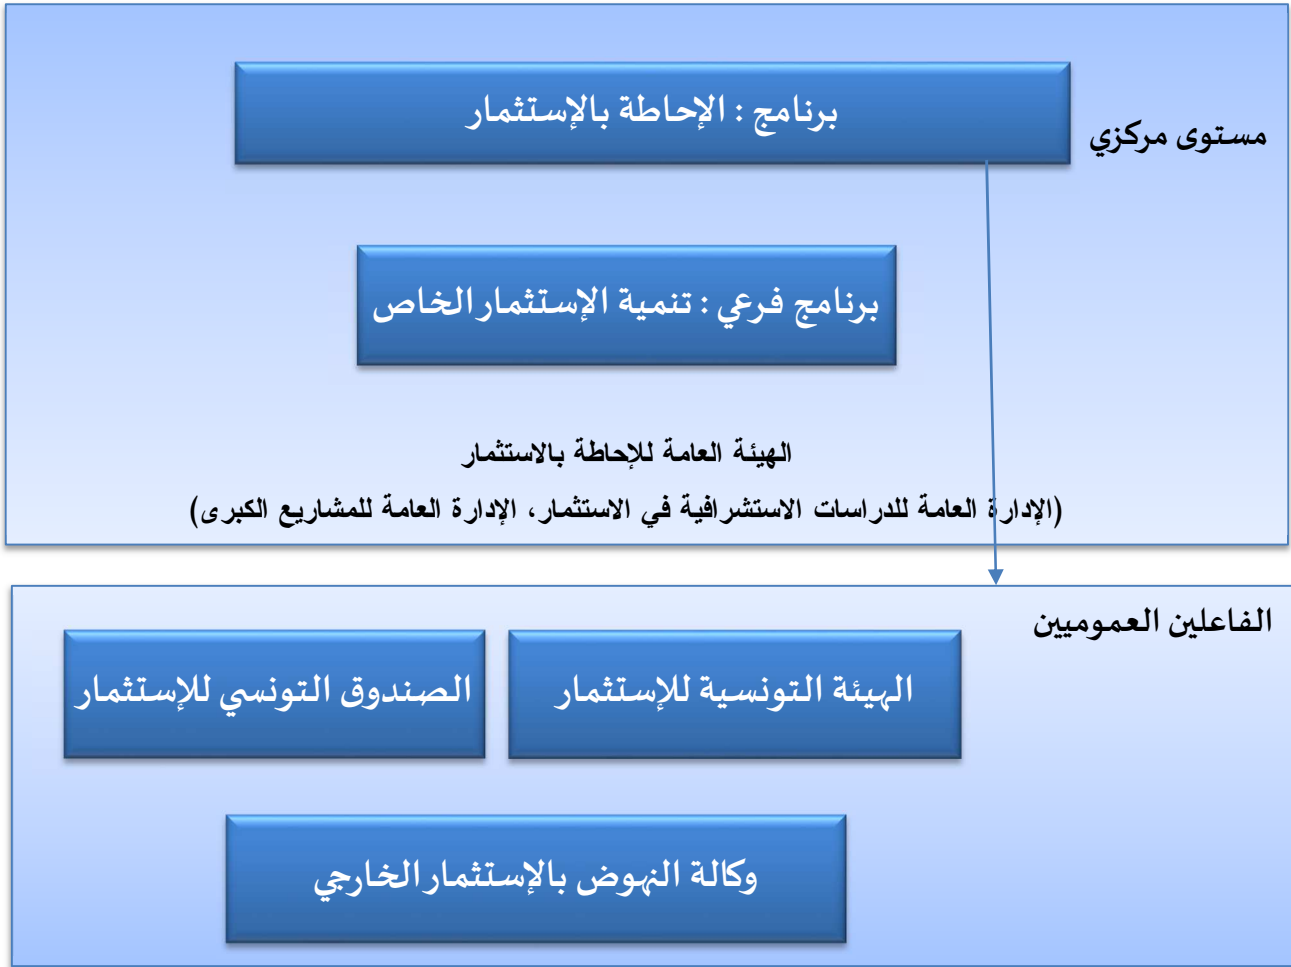 برنامج : الإحاطة بالإستثمار
مستوى مركزي
برنامج فرعي : تنمية الإستثمار الخاص
الهيئة العامة للإحاطة بالاستثمار
(الإدارة العامة للدراسات الاستشرافية في الاستثمار، الإدارة العامة للمشاريع الكبرى)
الفاعلين العموميين
الهيئة التونسية للإستثمار
الصندوق التونسي للإستثمار
وكالة النهوض بالإستثمار الخارجي